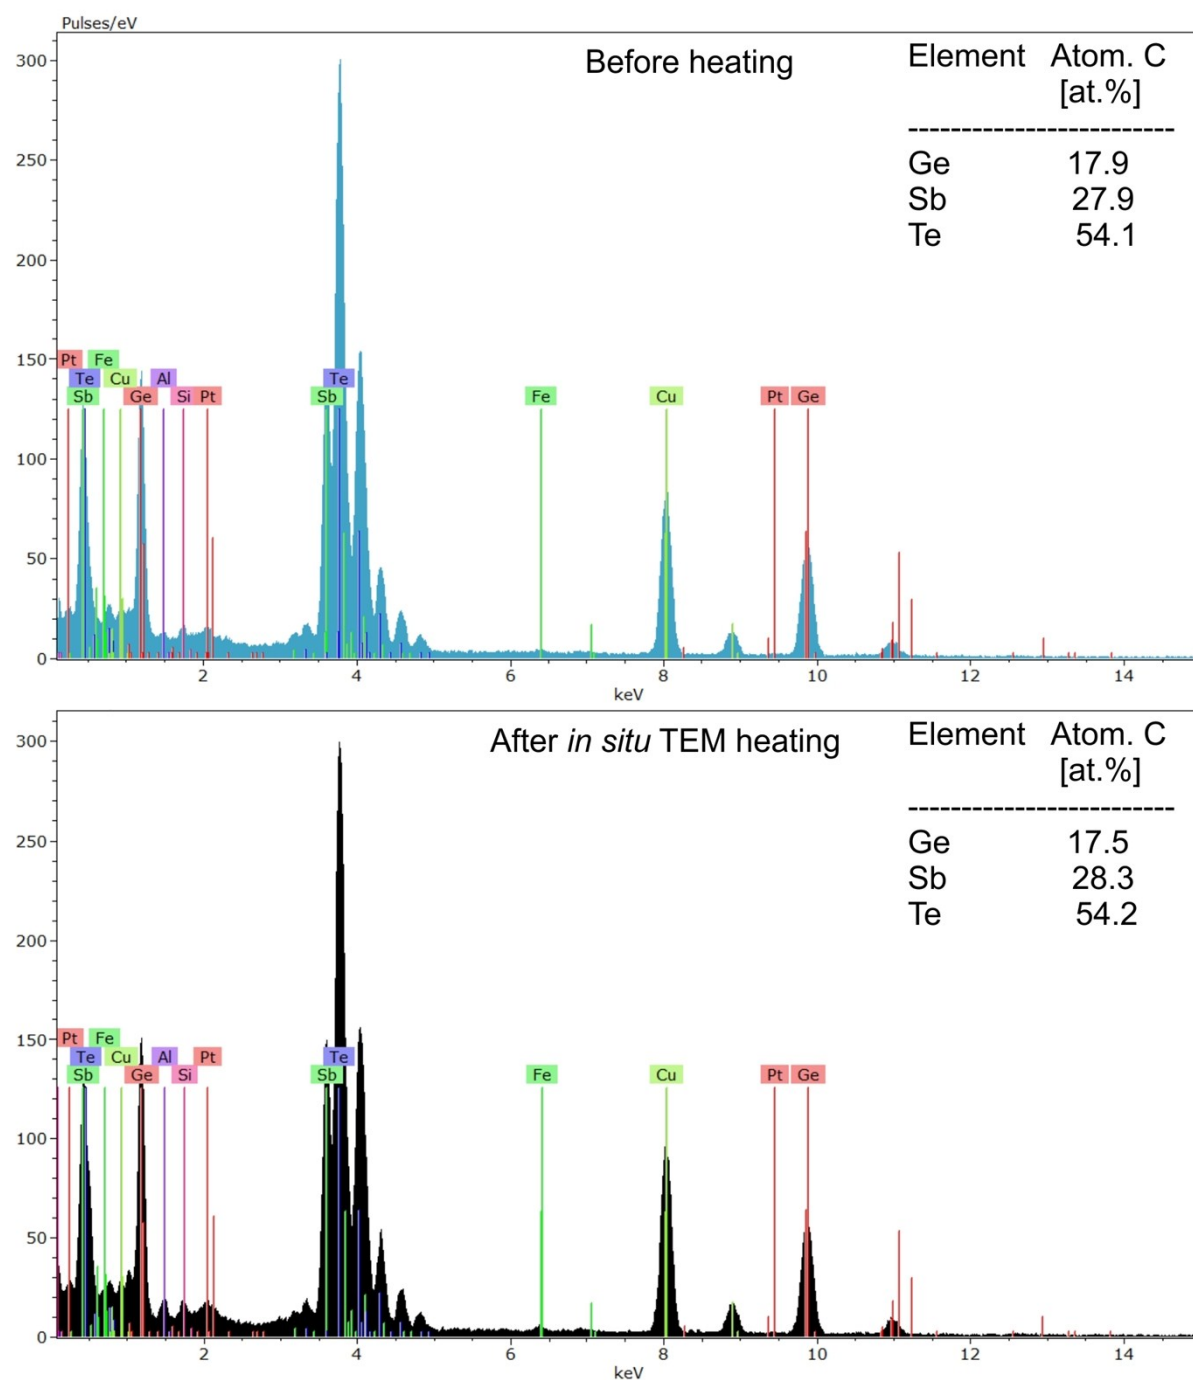 Pulses/eV
Before heating
Element Atom. C
[at.%]
-------------------------
Ge 17.9
Sb 27.9
Te 54.1
300
250
200
150
100
50
0
Pt Fe
Te Cu Al
Sb Ge Si Pt
Te
Sb Fe Cu Pt Ge
2 4 6 8 10 12 14
keV
After in situ TEM heating
Element Atom. C
[at.%]
-------------------------
Ge 17.5
Sb 28.3
Te 54.2
300
250
200
150
100
50
0
Pt Fe
Te Cu Al Pt
Sb Ge Si
Te
Sb Fe Cu Pt Ge
2 4 6 8 10 12 14
keV